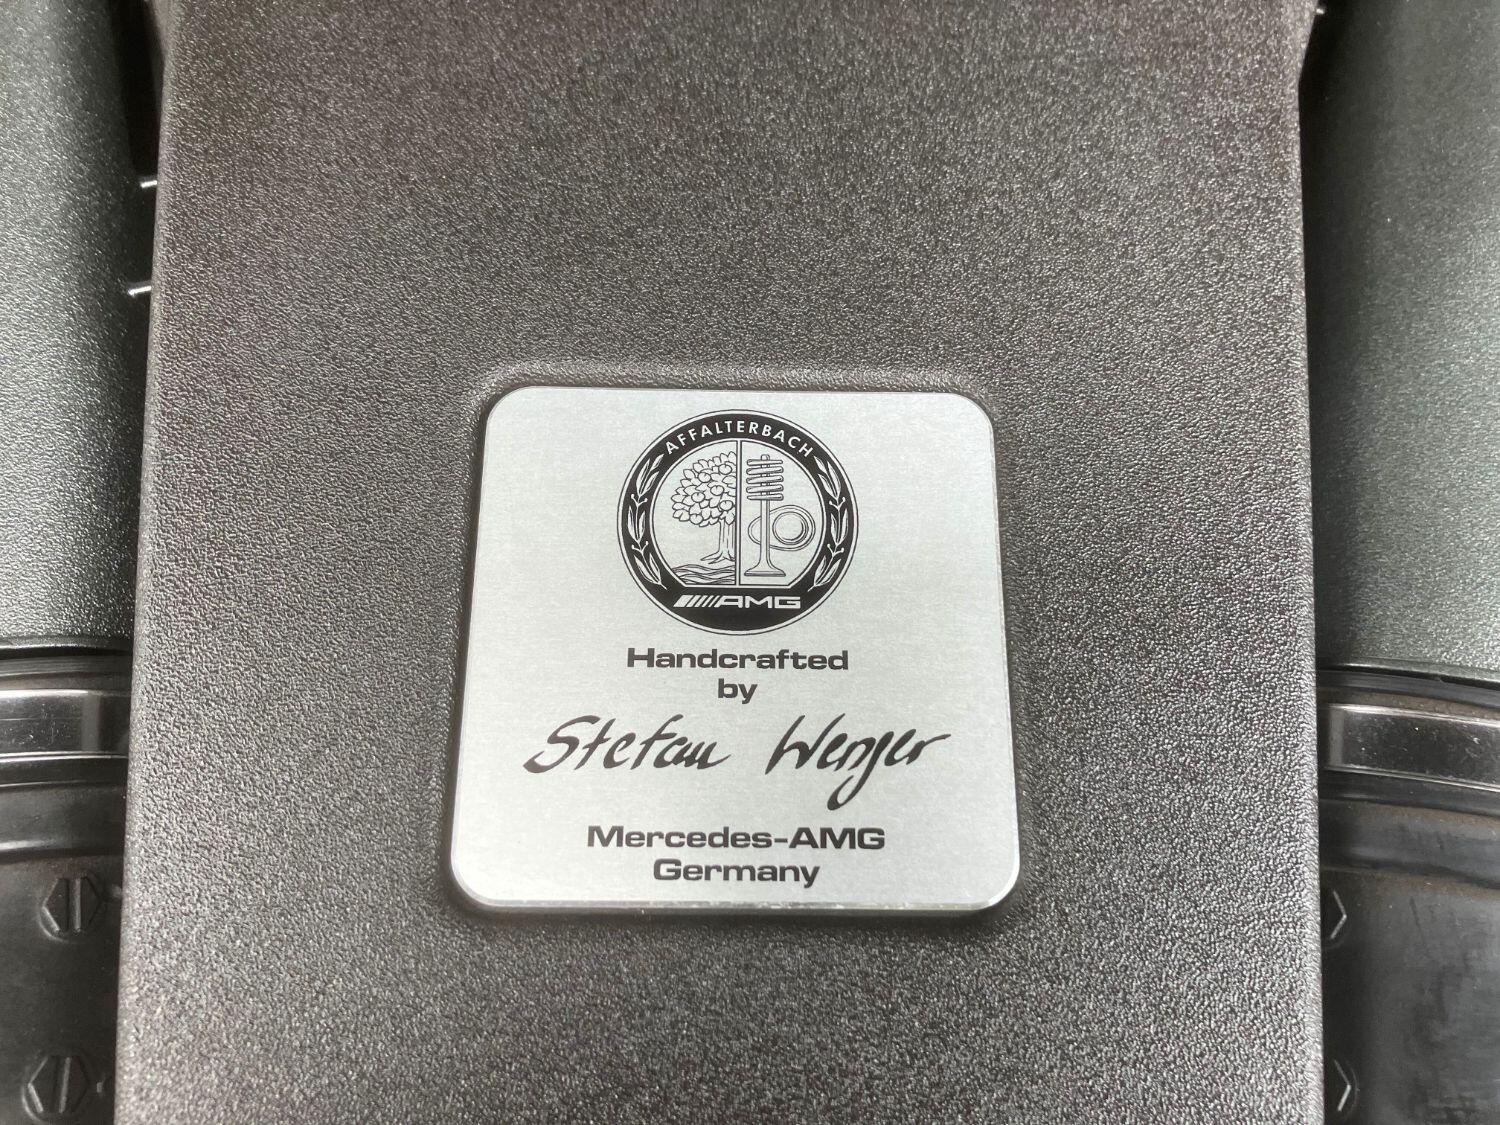 AFFALTERBACH
AMG
Handcrafted
by
Stefan Wenger
Mercedes-AMG
Germany